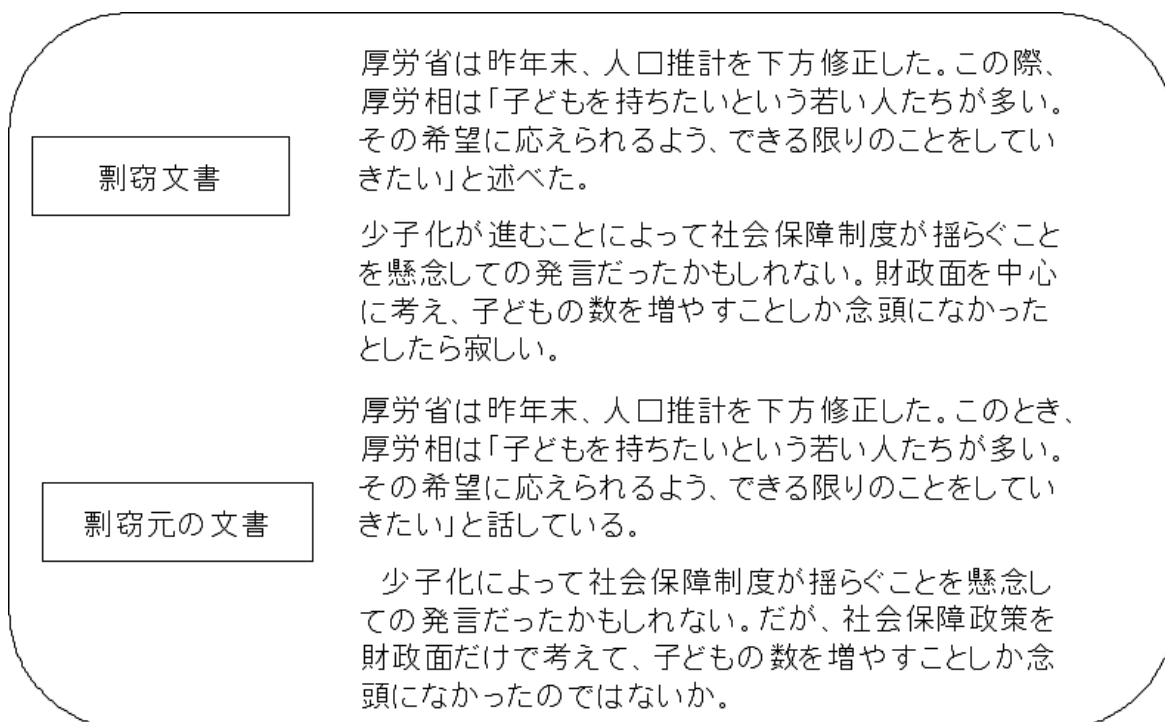 厚労省は昨年末、人口推計を下方修正した。この際、
厚労相は「子どもを持ちたいという若い人たちが多い。
その希望に応えられるよう、できる限りのことをしてい
きたい」と述べた。
剽窃文書
少子化が進むことによって社会保障制度が揺らぐこと
を懸念しての発言だったかもしれない。財政面を中心
に考え、子どもの数を増やすことしか念頭になかった
としたら寂しい。
厚労省は昨年末、人口推計を下方修正した。このとき、
厚労相は「子どもを持ちたいという若い人たちが多い。
その希望に応えられるよう、できる限りのことをしてい
きたい」と話している。
剽窃元の文書
少子化によって社会保障制度が揺らぐことを懸念し
ての発言だったかもしれない。だが、社会保障政策を
財政面だけで考えて、子どもの数を増やすことしか念
頭になかったのではないか。